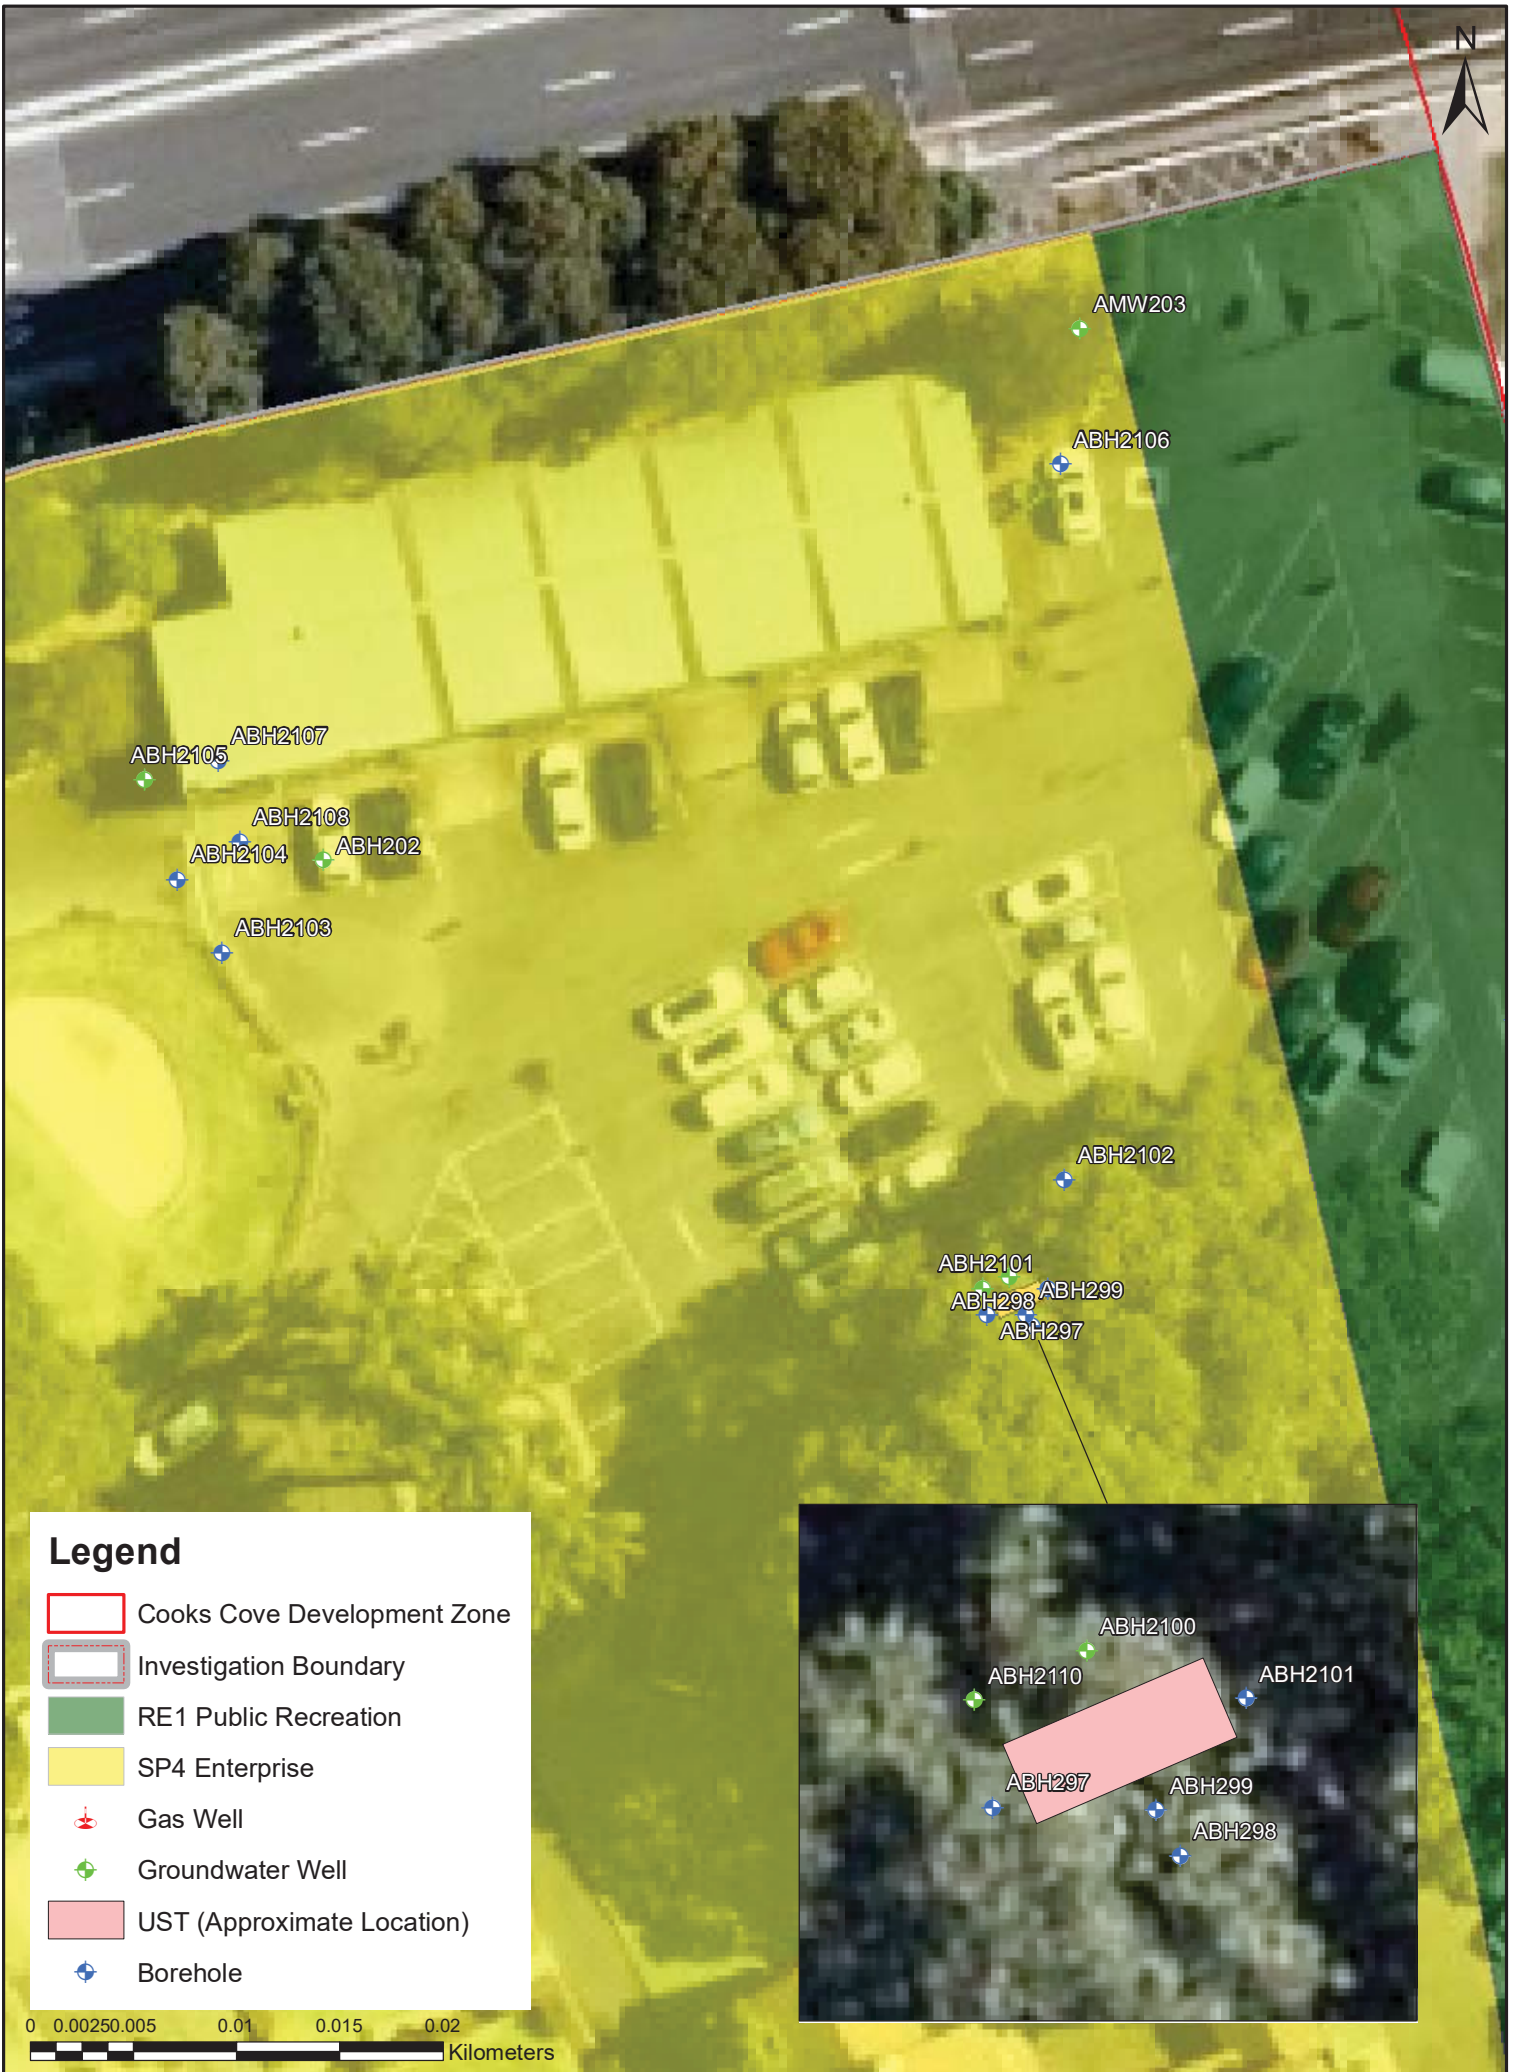 N
AMW203
ABH2106
ABH2107
ABH2105
ABH2108
ABH202
ABH2104
ABH2103
ABH2102
ABH2101
ABH299
ABH298
ABH297
Legend
Cooks Cove Development Zone
Investigation Boundary
RE1 Public Recreation
SP4 Enterprise
Gas Well
Groundwater Well
UST (Approximate Location)
Borehole
0 0.0025 0.005 0.01 0.015 0.02
Kilometers
ABH2100
ABH2110
ABH2101
ABH297
ABH299
ABH298